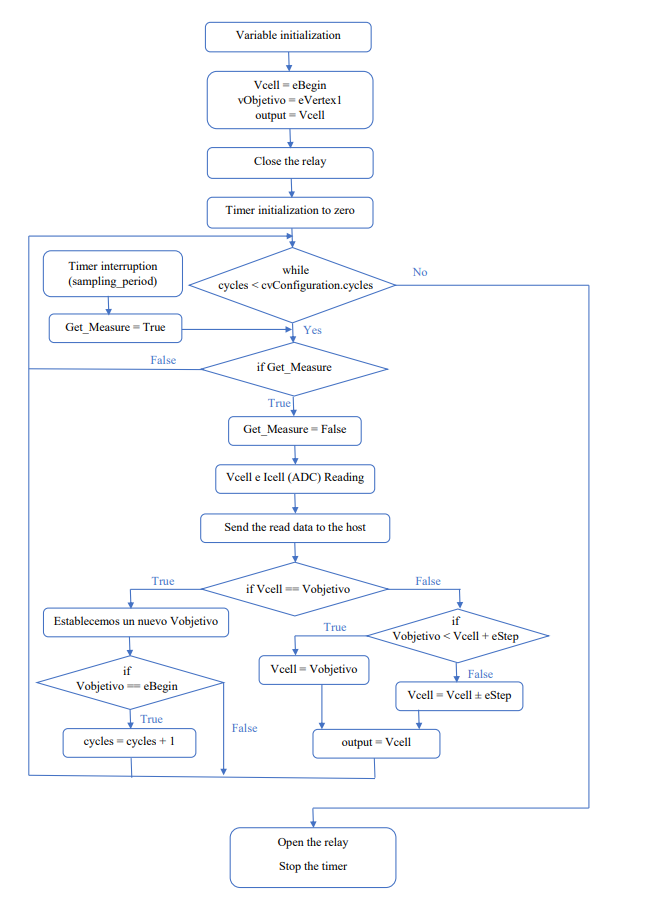 Variable initialization
Vcell = eBegin
vObjetivo = eVertex1
output = Vcell
Close the relay
Timer initialization to zero
Timer interruption
(sampling_period)
while
cycles < cvConfiguration.cycles
No
Get_Measure = True
Yes
False
if Get_Measure
True
Get_Measure = False
Vcell e Icell (ADC) Reading
Send the read data to the host
True
if Vcell == Vobjetivo
False
Establecemos un nuevo Vobjetivo
True
if
Vobjetivo < Vcell + eStep
if
Vobjetivo == eBegin
Vcell = Vobjetivo
False
Vcell = Vcell ± eStep
True
False
cycles = cycles + 1
output = Vcell
Open the relay
Stop the timer